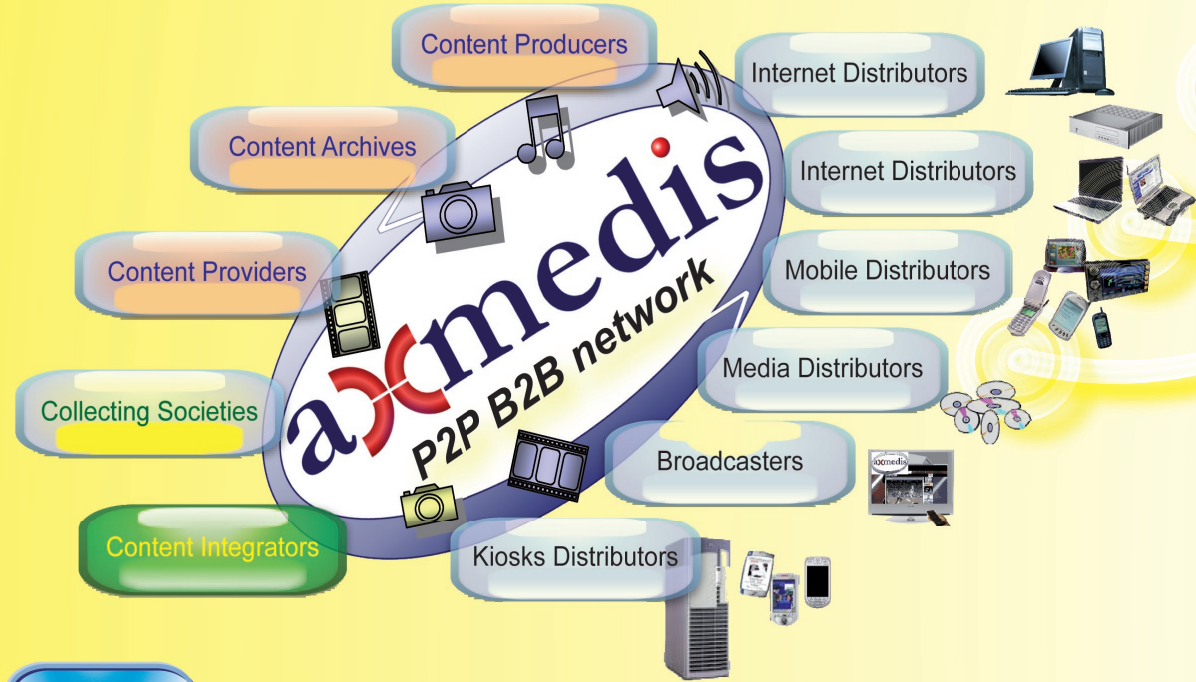 Content Producers
Internet Distributors
Content Archives
Internet Distributors
Content Providers
Mobile Distributors
axmedis
P2P B2B network
Media Distributors
Collecting Societies
Broadcasters
axmedis
Content Integrators
Kiosks Distributors